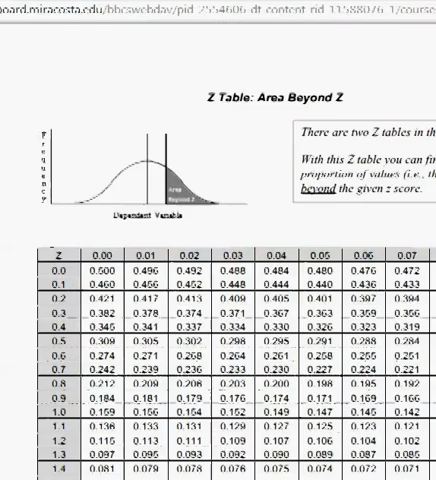 oard.miracosta.edu/bbcswebdav/pid-2554606-dt-content-rid-11588076_1/course
Z Table: Area Beyond Z
There are two Z tables in th
With this Z table you can fin
proportion of values (i.e., th
beyond the given z score.
Frequency
Area
Beyond Z
Dependent Variable
Z 0.00 0.01 0.02 0.03 0.04 0.05 0.06 0.07
0.0 0.500 0.496 0.492 0.488 0.484 0.480 0.476 0.472
0.1 0.460 0.456 0.452 0.448 0.444 0.440 0.436 0.433
0.2 0.421 0.417 0.413 0.409 0.405 0.401 0.397 0.394
0.3 0.382 0.378 0.374 0.371 0.367 0.363 0.359 0.356
0.4 0.345 0.341 0.337 0.334 0.330 0.326 0.323 0.319
0.5 0.309 0.305 0.302 0.298 0.295 0.291 0.288 0.284
0.6 0.274 0.271 0.268 0.264 0.261 0.258 0.255 0.251
0.7 0.242 0.239 0.236 0.233 0.230 0.227 0.224 0.221
0.8 0.212 0.209 0.206 0.203 0.200 0.198 0.195 0.192
0.9 0.184 0.181 0.179 0.176 0.174 0.171 0.169 0.166
1.0 0.159 0.156 0.154 0.152 0.149 0.147 0.145 0.142
1.1 0.136 0.133 0.131 0.129 0.127 0.125 0.123 0.121
1.2 0.115 0.113 0.111 0.109 0.107 0.106 0.104 0.102
1.3 0.097 0.095 0.093 0.092 0.090 0.089 0.087 0.085
1.4 0.081 0.079 0.078 0.076 0.075 0.074 0.072 0.071